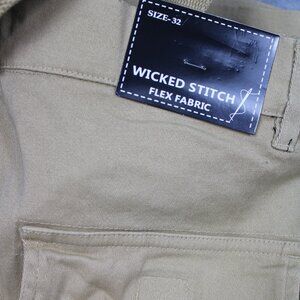 SIZE- 32
WICKED STITCH
FLEX FABRIC